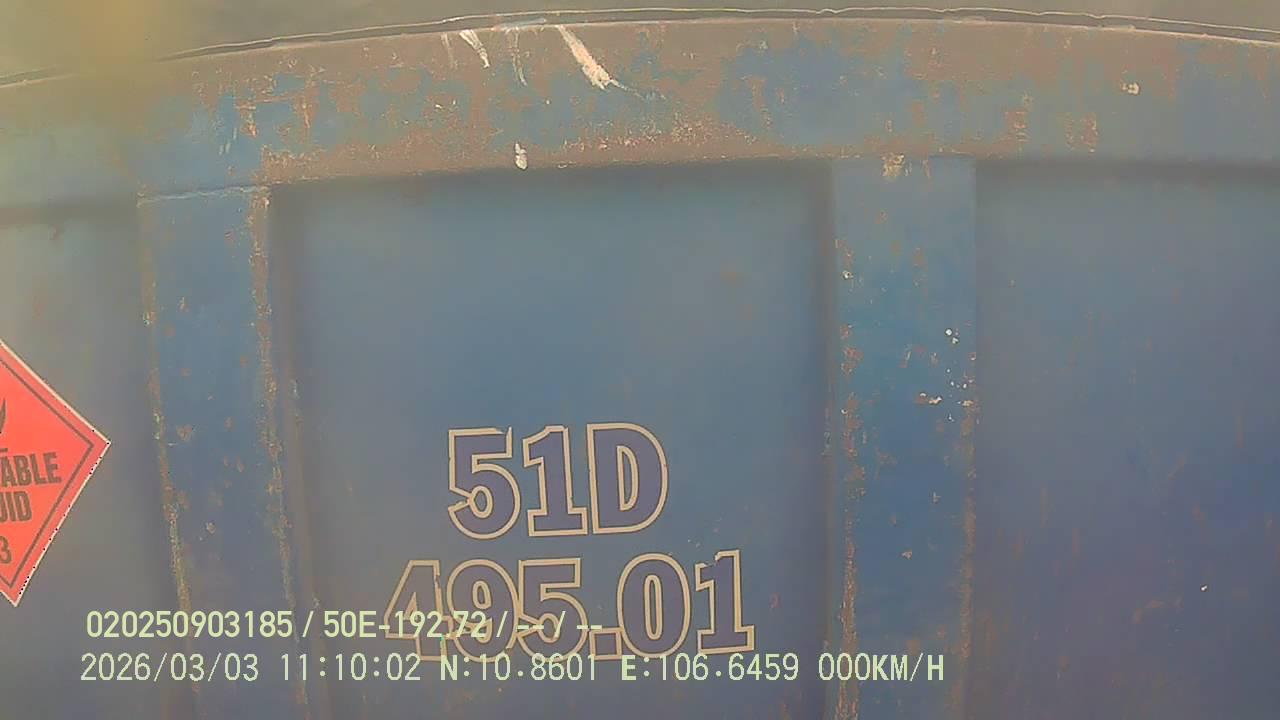 51D
495.01
ABLE
UID
3
020250903185 / 50E-192.72 / -- / --
2026/03/03 11:10:02 N:10.8601 E:106.6459 000KM/H